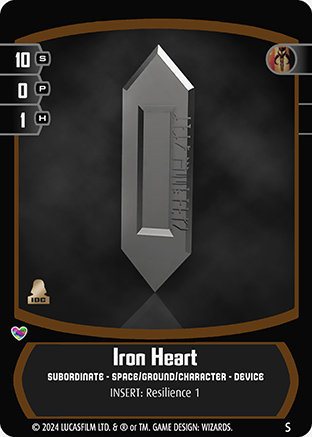 10 S
0 P
1 H
IDC
Iron Heart
SUBORDINATE - SPACE/GROUND/CHARACTER - DEVICE
INSERT: Resilience 1
© 2024 LUCASFILM LTD. & ® or TM. GAME DESIGN: WIZARDS.
S